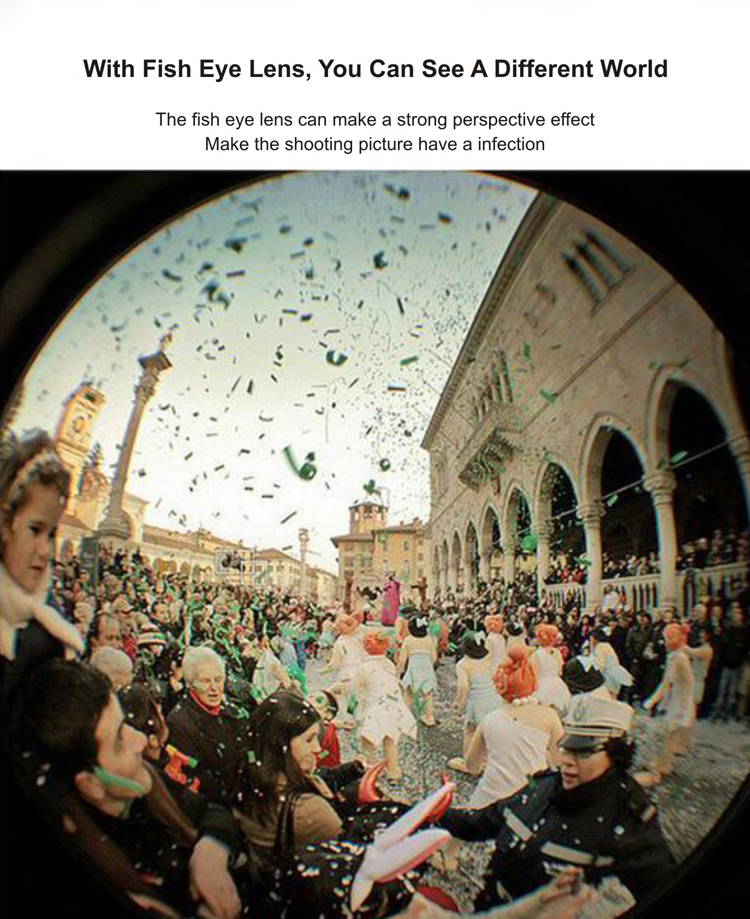 With Fish Eye Lens, You Can See A Different World
The fish eye lens can make a strong perspective effect
Make the shooting picture have a infection